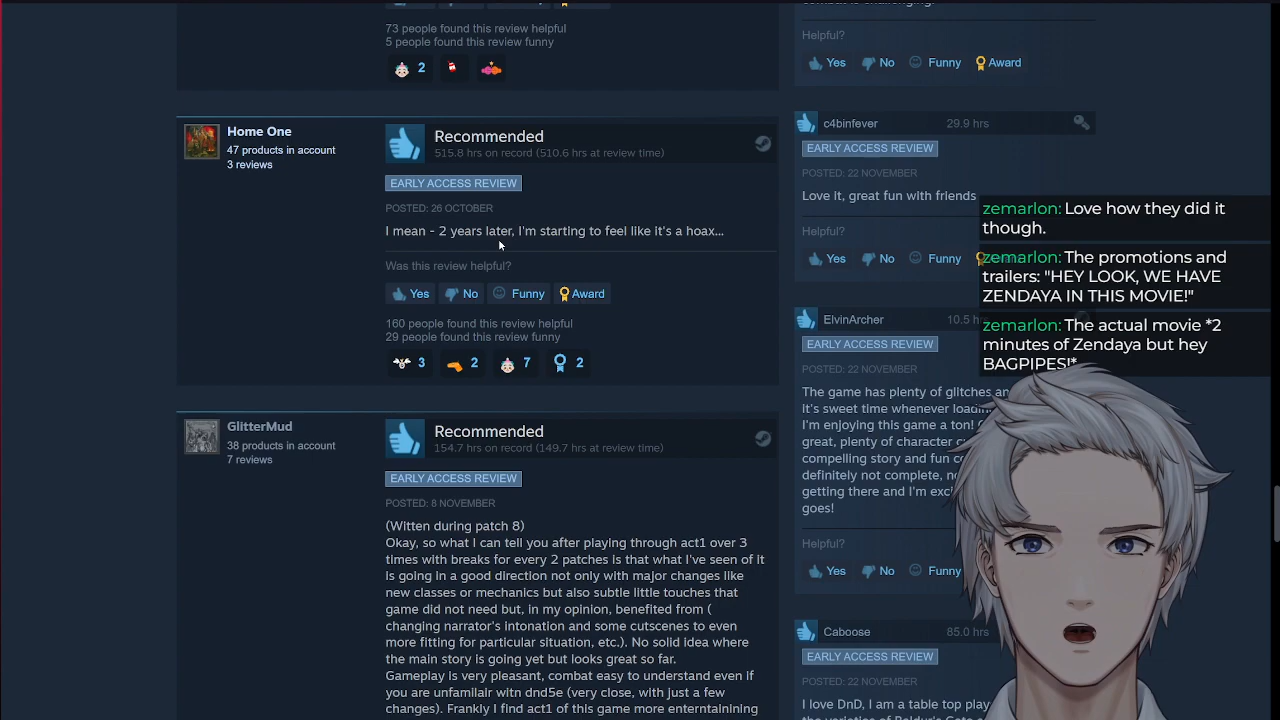 73 people found this review helpful
5 people found this review funny
2
Home One
47 products in account
3 reviews
Recommended
515.8 hrs on record (510.6 hrs at review time)
EARLY ACCESS REVIEW
POSTED: 26 OCTOBER
I mean - 2 years later, I'm starting to feel like it's a hoax...
Was this review helpful?
Yes
No
Funny
Award
160 people found this review helpful
29 people found this review funny
3
2
7
2
GlitterMud
38 products in account
7 reviews
Recommended
154.7 hrs on record (149.7 hrs at review time)
EARLY ACCESS REVIEW
POSTED: 8 NOVEMBER
(Witten during patch 8)
Okay, so what I can tell you after playing through act1 over 3
times with breaks for every 2 patches is that what I've seen of it
is going in a good direction not only with major changes like
new classes or mechanics but also subtle little touches that
game did not need but, in my opinion, benefited from (
changing narrator's intonation and some cutscenes to even
more fitting for particular situation, etc.). No solid idea where
the main story is going yet but looks great so far.
Gameplay is very pleasant, combat easy to understand even if
you are unfamilair witn dnd5e (very close, with just a few
changes). Frankly I find act1 of this game more enterntainining
Helpful?
Yes
No
Funny
Award
c4binfever
29.9 hrs
EARLY ACCESS REVIEW
POSTED: 22 NOVEMBER
Love it, great fun with friends
Helpful?
Yes
No
Funny
ElvinArcher
10.5 hrs
EARLY ACCESS REVIEW
POSTED: 22 NOVEMBER
The game has plenty of glitches
It's sweet time whenever
I'm enjoying this game a ton!
great, plenty of character
compelling story and fun
definitely not complete,
getting there and I'm
goes!
Helpful?
Yes
No
Funny
Caboose
85.0 hrs
EARLY ACCESS REVIEW
POSTED: 22 NOVEMBER
I love DnD, I am a table top
zemarlon: Love how they did it
though.
zemarlon: The promotions and
trailers: "HEY LOOK, WE HAVE
ZENDAYA IN THIS MOVIE!"
zemarlon: The actual movie *2
minutes of Zendaya but hey
BAGPIPES!*